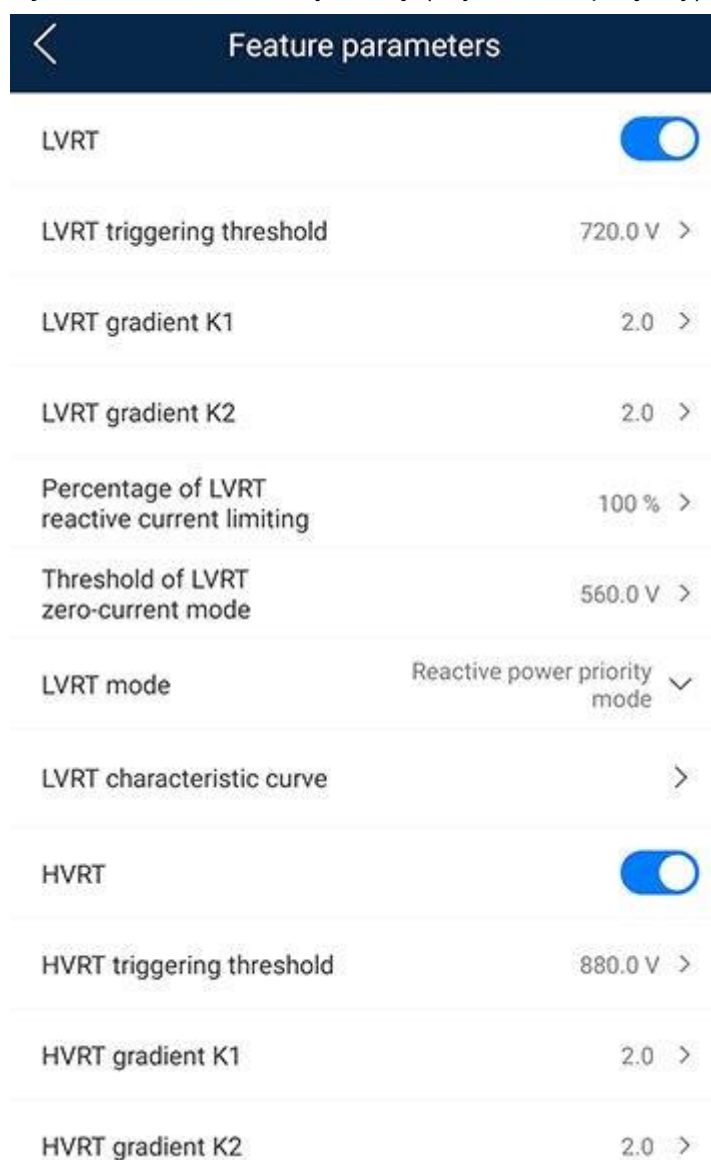 Feature parameters
LVRT
LVRT triggering threshold 720.0 V
LVRT gradient K1 2.0
LVRT gradient K2 2.0
Percentage of LVRT
reactive current limiting 100 %
Threshold of LVRT
zero-current mode 560.0 V
LVRT mode Reactive power priority
mode
LVRT characteristic curve
HVRT
HVRT triggering threshold 880.0 V
HVRT gradient K1 2.0
HVRT gradient K2 2.0